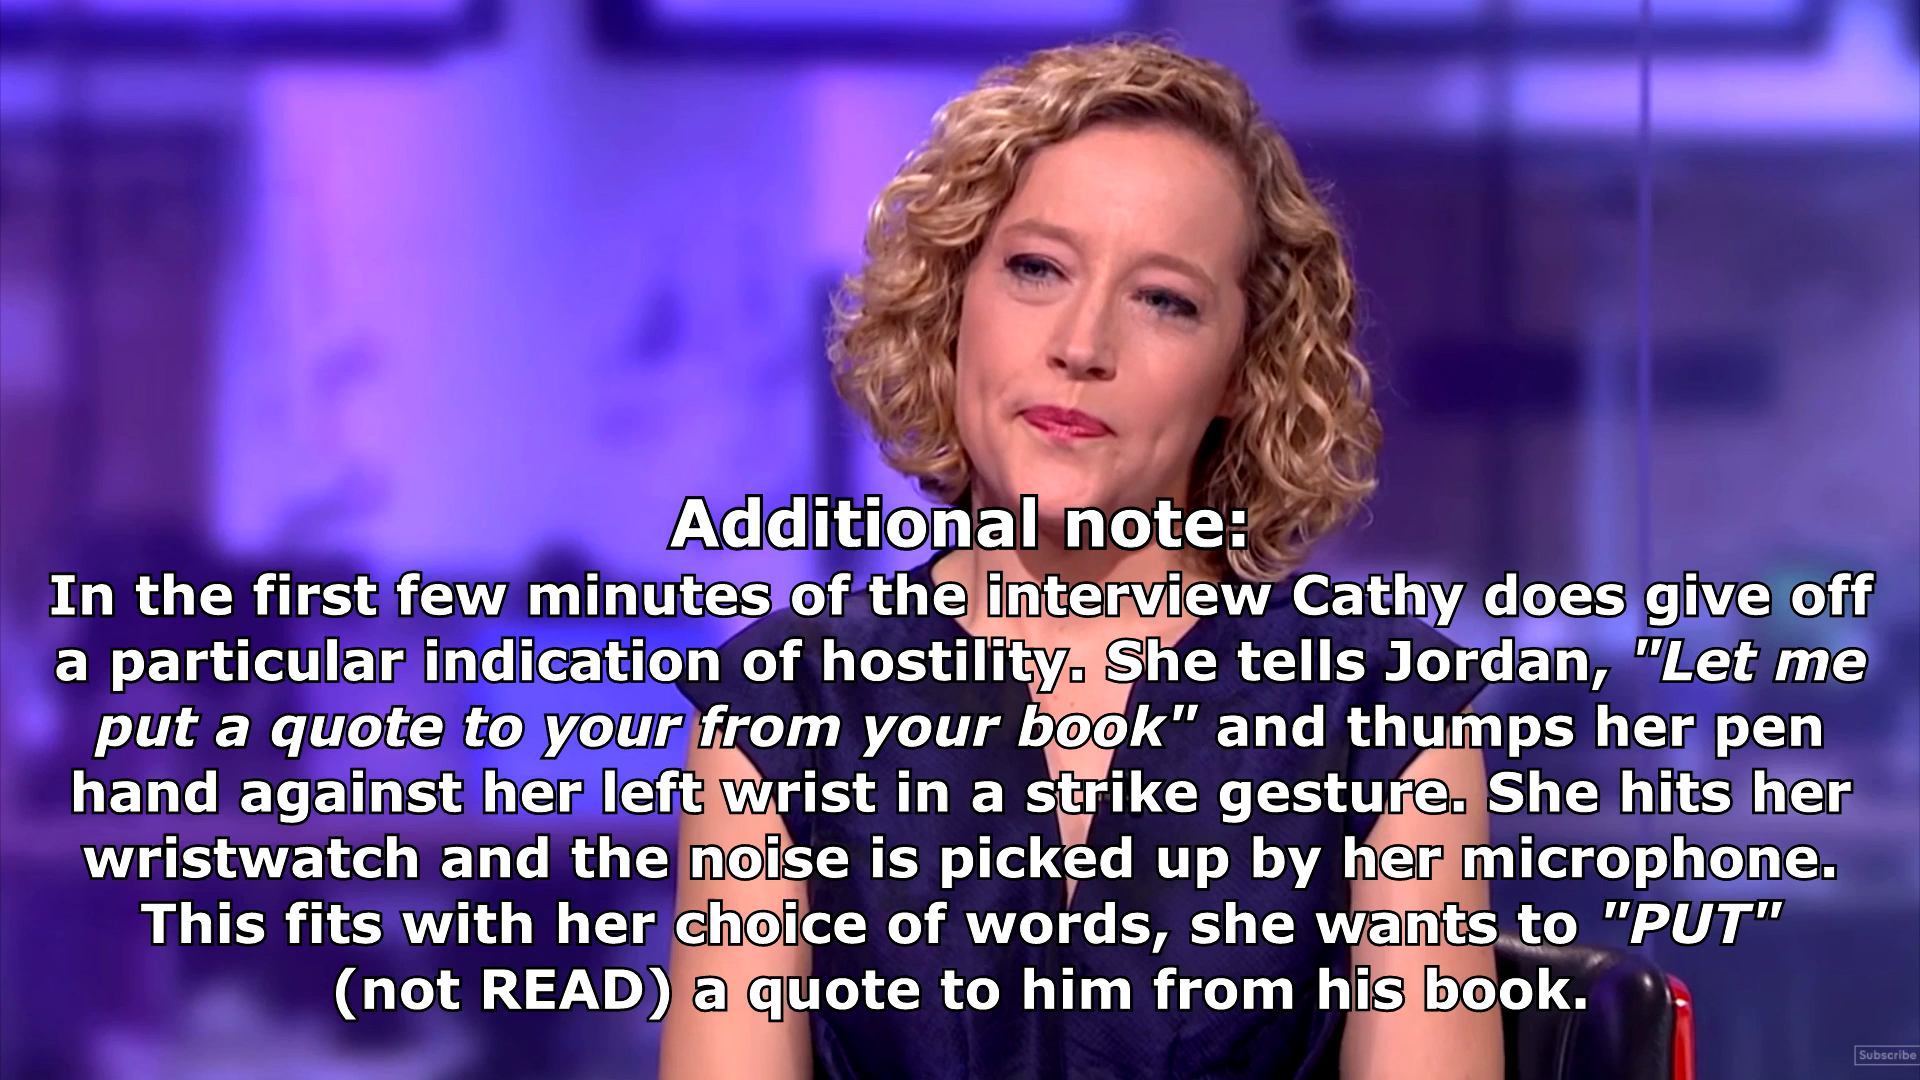 Additional note:
In the first few minutes of the interview Cathy does give off
a particular indication of hostility. She tells Jordan, "Let me
put a quote to your from your book" and thumps her pen
hand against her left wrist in a strike gesture. She hits her
wristwatch and the noise is picked up by her microphone.
This fits with her choice of words, she wants to "PUT"
(not READ) a quote to him from his book.
Subscribe